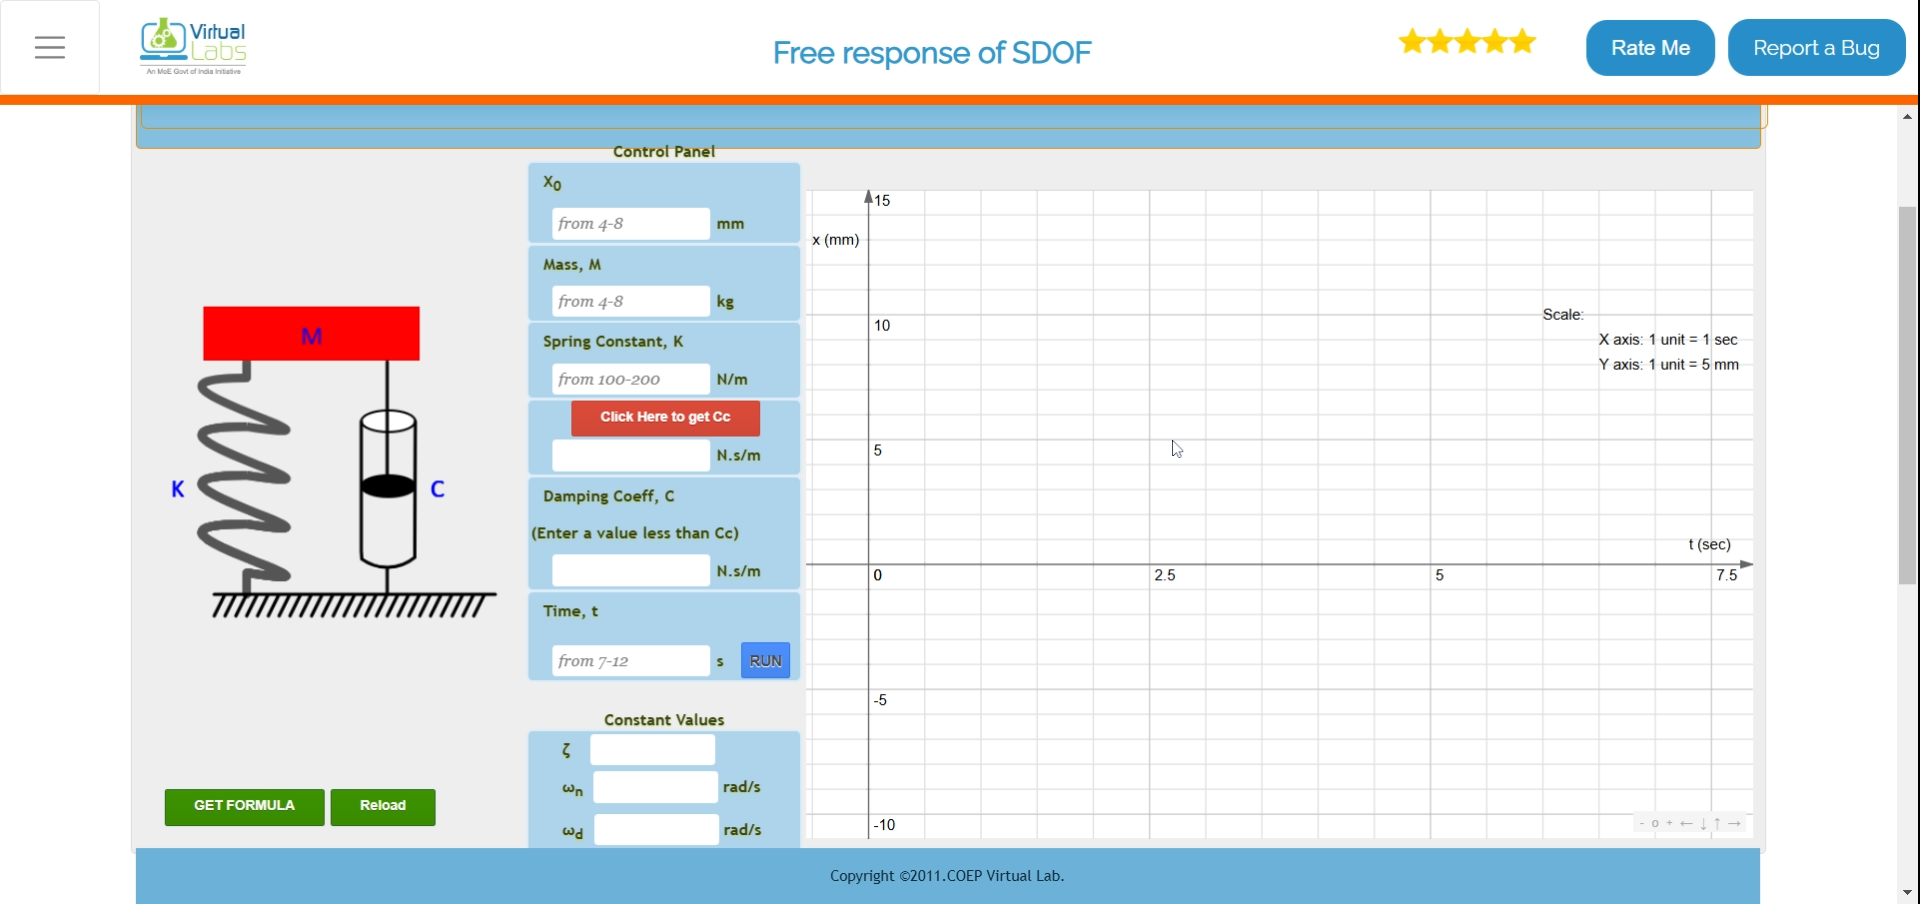 Virtual
Labs
An MoE Govt of India Initiative
Free response of SDOF
Rate Me
Report a Bug
Control Panel
X0
from 4-8 mm
Mass, M
from 4-8 kg
Spring Constant, K
from 100-200 N/m
Click Here to get Cc
N.s/m
Damping Coeff, C
(Enter a value less than Cc)
N.s/m
Time, t
from 7-12 s RUN
Constant Values
ζ
ωn rad/s
ωd rad/s
M
K
C
GET FORMULA
Reload
15
x (mm)
10
Scale:
X axis: 1 unit = 1 sec
Y axis: 1 unit = 5 mm
5
t (sec)
0 2.5 5 7.5
-5
-10
- o + ← ↓ ↑ →
Copyright ©2011.COEP Virtual Lab.